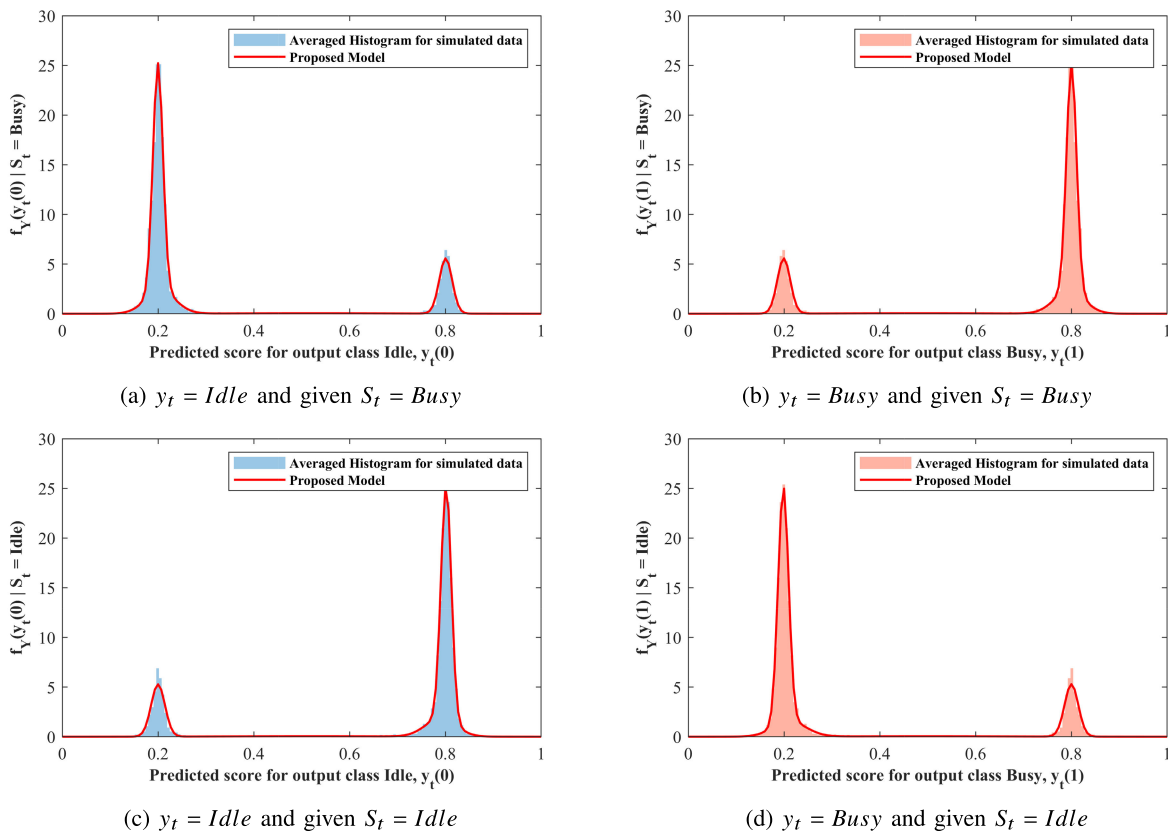 30
25
20
15
10
5
0
f_Y(y_t(0) | S_t = Busy)
Averaged Histogram for simulated data
Proposed Model
0 0.2 0.4 0.6 0.8 1
Predicted score for output class Idle, y_t(0)
(a) y_t = Idle and given S_t = Busy
30
25
20
15
10
5
0
f_Y(y_t(1) | S_t = Busy)
Averaged Histogram for simulated data
Proposed Model
0 0.2 0.4 0.6 0.8 1
Predicted score for output class Busy, y_t(1)
(b) y_t = Busy and given S_t = Busy
30
25
20
15
10
5
0
f_Y(y_t(0) | S_t = Idle)
Averaged Histogram for simulated data
Proposed Model
0 0.2 0.4 0.6 0.8 1
Predicted score for output class Idle, y_t(0)
(c) y_t = Idle and given S_t = Idle
30
25
20
15
10
5
0
f_Y(y_t(1) | S_t = Idle)
Averaged Histogram for simulated data
Proposed Model
0 0.2 0.4 0.6 0.8 1
Predicted score for output class Busy, y_t(1)
(d) y_t = Busy and given S_t = Idle